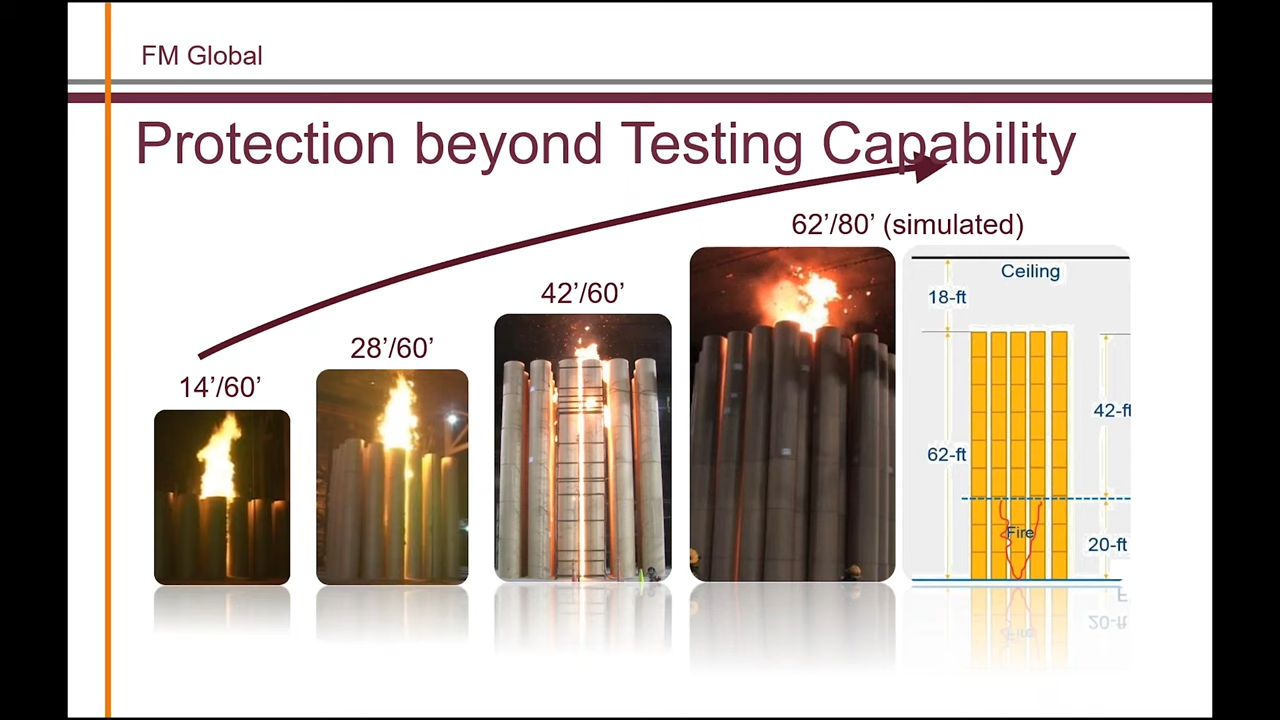 FM Global
Protection beyond Testing Capability
62’/80’ (simulated)
42’/60’
28’/60’
14’/60’
Ceiling
18-ft
42-f
62-ft
Fire
20-ft